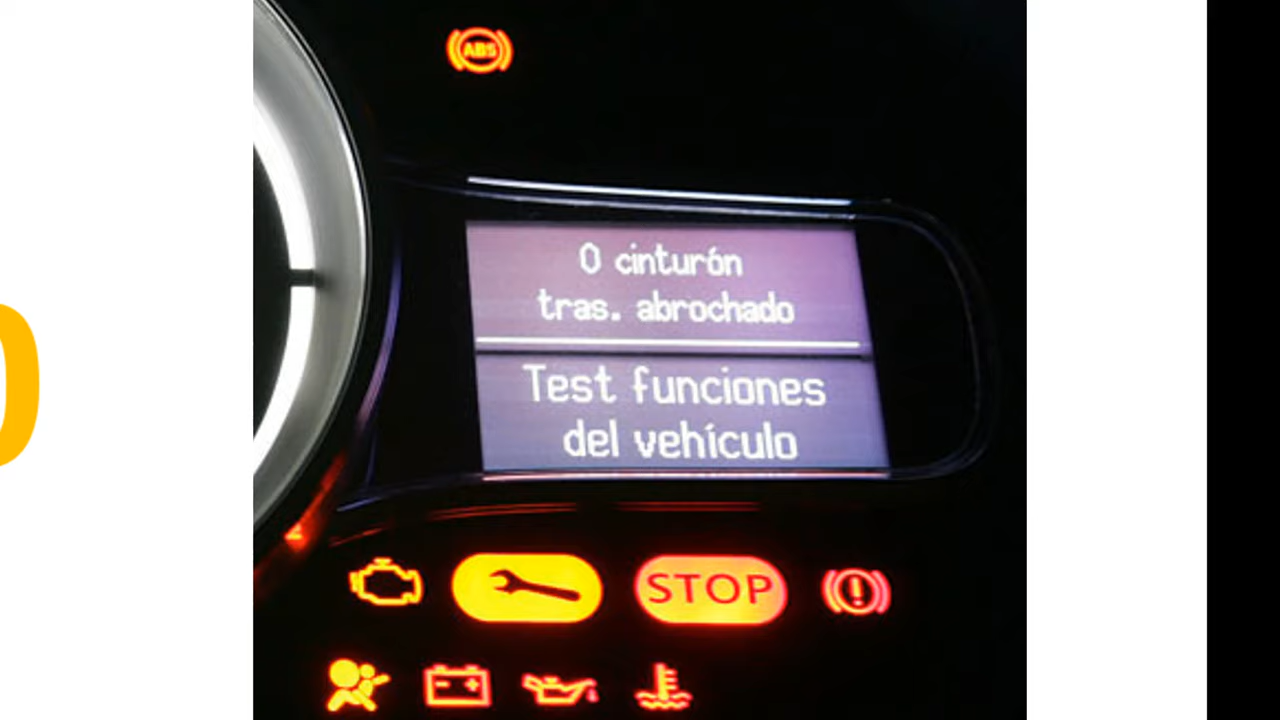 ABS
0 cinturón
tras. abrochado
Test funciones
del vehículo
STOP